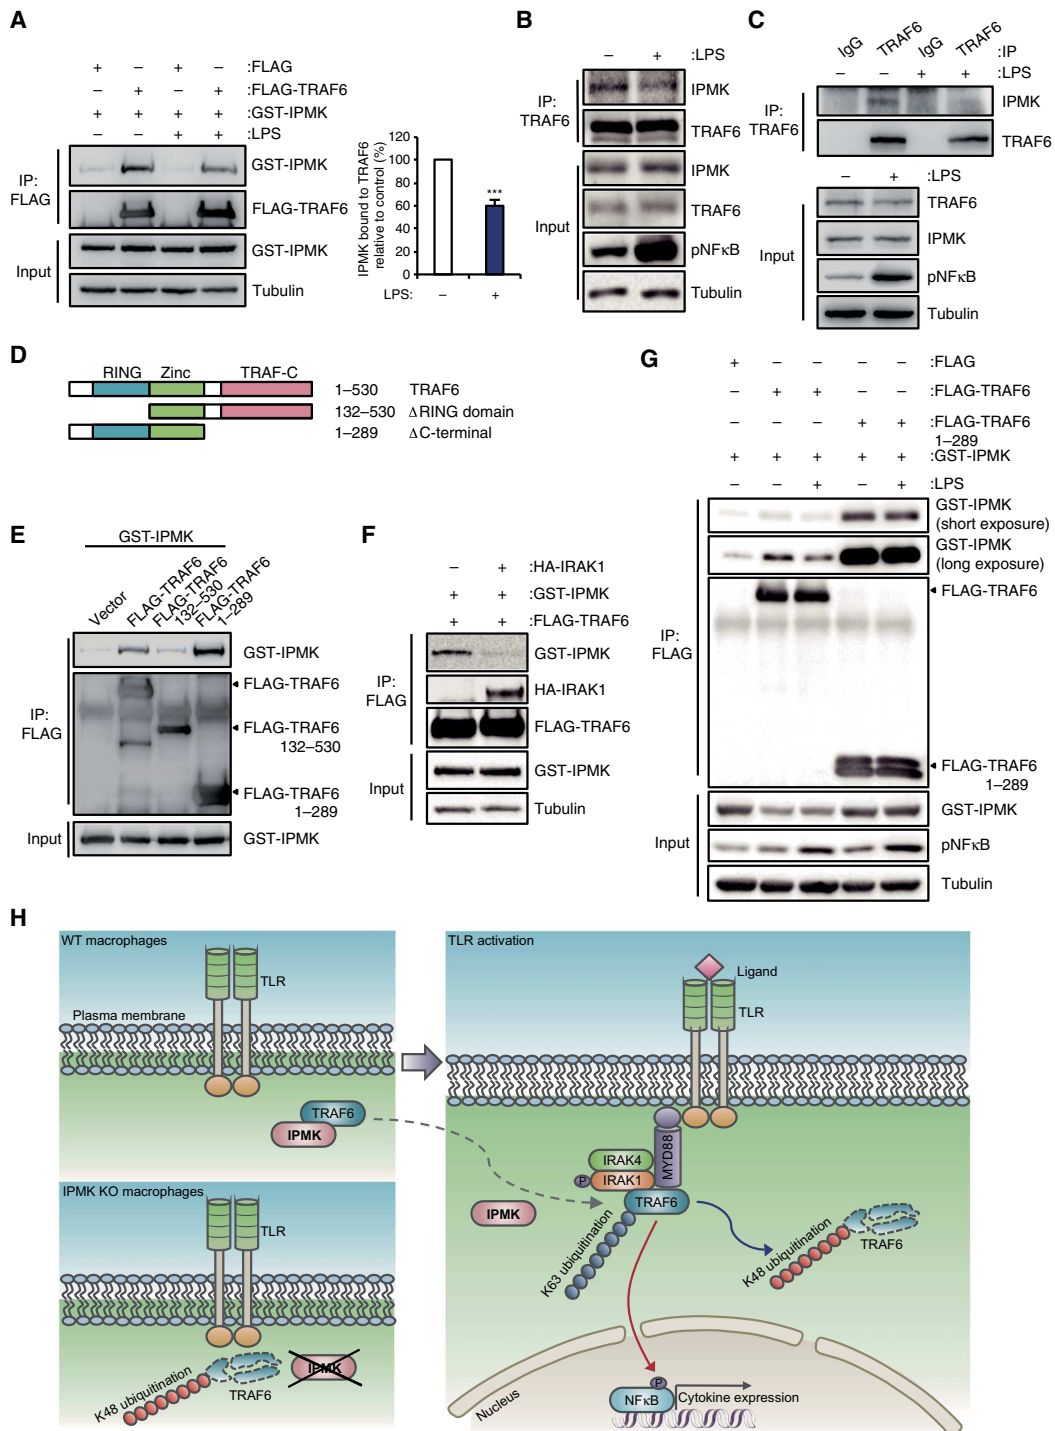 A
+ – + – :FLAG
– + – + :FLAG-TRAF6
+ + + + :GST-IPMK
– – + + :LPS
IP: FLAG
GST-IPMK
FLAG-TRAF6
Input
GST-IPMK
Tubulin
IPMK bound to TRAF6 relative to control (%)
120
100
80
60
40
20
0
***
LPS: – +
B
– + :LPS
IP: TRAF6
IPMK
TRAF6
Input
IPMK
TRAF6
pNFκB
Tubulin
C
IgG TRAF6 IgG TRAF6 :IP
– – + + :LPS
IP: TRAF6
IPMK
TRAF6
– + :LPS
Input
TRAF6
IPMK
pNFκB
Tubulin
D
RING Zinc TRAF-C
1–530 TRAF6
132–530 ΔRING domain
1–289 ΔC-terminal
E
GST-IPMK
Vector
FLAG-TRAF6
FLAG-TRAF6 132–530
FLAG-TRAF6 1–289
IP: FLAG
GST-IPMK
FLAG-TRAF6
FLAG-TRAF6
132–530
FLAG-TRAF6
1–289
Input
GST-IPMK
F
– + :HA-IRAK1
+ + :GST-IPMK
+ + :FLAG-TRAF6
IP: FLAG
GST-IPMK
HA-IRAK1
FLAG-TRAF6
Input
GST-IPMK
Tubulin
G
+ – – – – :FLAG
– + + – – :FLAG-TRAF6
– – – + + :FLAG-TRAF6
1–289
+ + + + + :GST-IPMK
– – + – + :LPS
IP: FLAG
GST-IPMK
(short exposure)
GST-IPMK
(long exposure)
FLAG-TRAF6
FLAG-TRAF6
1–289
Input
GST-IPMK
pNFκB
Tubulin
H
WT macrophages
TLR
Plasma membrane
TRAF6
IPMK
IPMK KO macrophages
TLR
K48 ubiquitination
TRAF6
IPMK
TLR activation
Ligand
TLR
MYD88
IRAK4
P
IRAK1
TRAF6
IPMK
K63 ubiquitination
K48 ubiquitination
TRAF6
Nucleus
P
NFκB
Cytokine expression